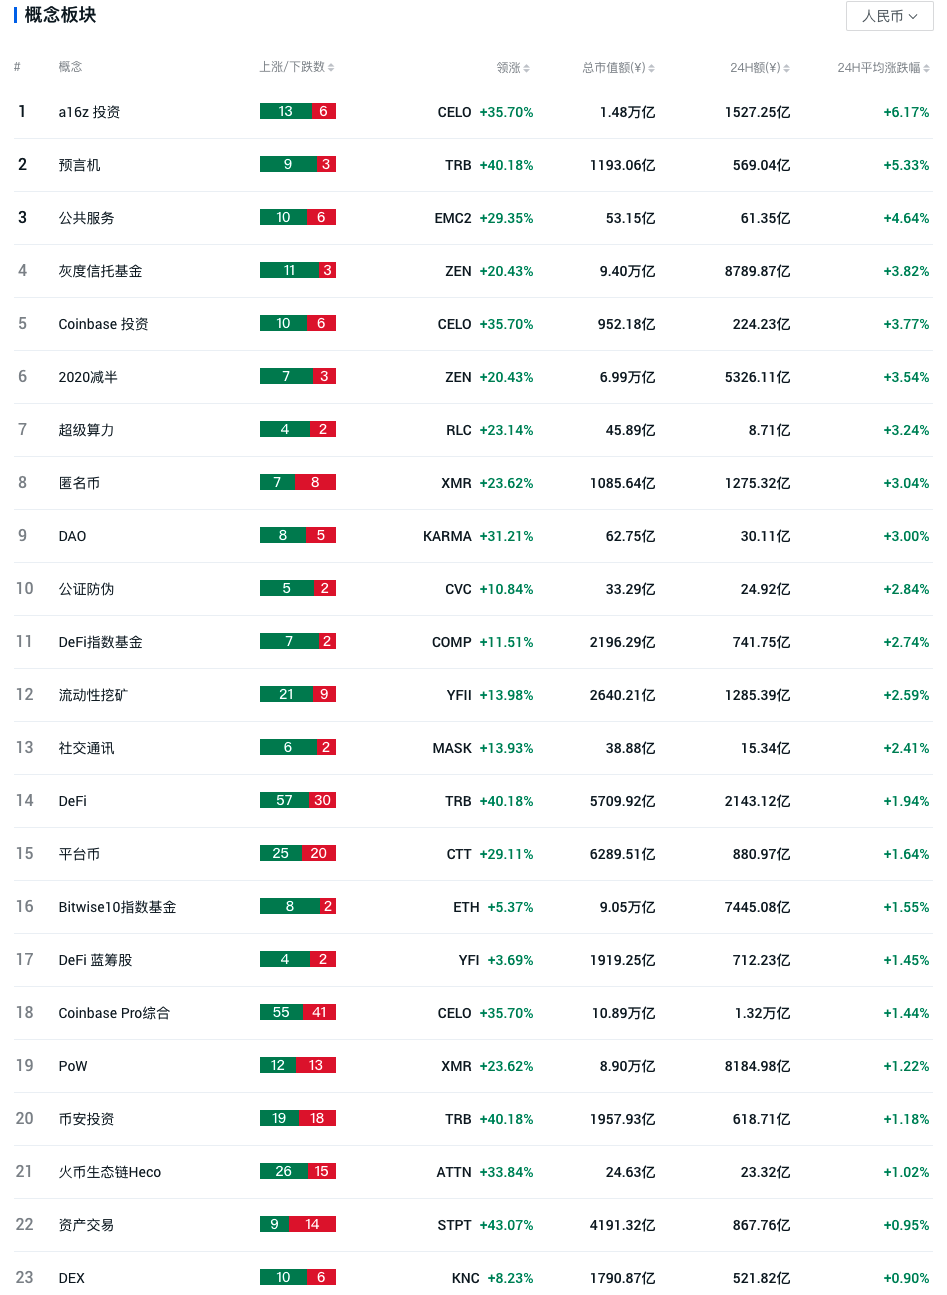 概念板块
人民币
# 概念 上涨/下跌数 领涨 总市值额(¥) 24H额(¥) 24H平均涨跌幅
1 a16z 投资 13 6 CELO +35.70% 1.48万亿 1527.25亿 +6.17%
2 预言机 9 3 TRB +40.18% 1193.06亿 569.04亿 +5.33%
3 公共服务 10 6 EMC2 +29.35% 53.15亿 61.35亿 +4.64%
4 灰度信托基金 11 3 ZEN +20.43% 9.40万亿 8789.87亿 +3.82%
5 Coinbase 投资 10 6 CELO +35.70% 952.18亿 224.23亿 +3.77%
6 2020减半 7 3 ZEN +20.43% 6.99万亿 5326.11亿 +3.54%
7 超级算力 4 2 RLC +23.14% 45.89亿 8.71亿 +3.24%
8 匿名币 7 8 XMR +23.62% 1085.64亿 1275.32亿 +3.04%
9 DAO 8 5 KARMA +31.21% 62.75亿 30.11亿 +3.00%
10 公证防伪 5 2 CVC +10.84% 33.29亿 24.92亿 +2.84%
11 DeFi指数基金 7 2 COMP +11.51% 2196.29亿 741.75亿 +2.74%
12 流动性挖矿 21 9 YFII +13.98% 2640.21亿 1285.39亿 +2.59%
13 社交通讯 6 2 MASK +13.93% 38.88亿 15.34亿 +2.41%
14 DeFi 57 30 TRB +40.18% 5709.92亿 2143.12亿 +1.94%
15 平台币 25 20 CTT +29.11% 6289.51亿 880.97亿 +1.64%
16 Bitwise10指数基金 8 2 ETH +5.37% 9.05万亿 7445.08亿 +1.55%
17 DeFi 蓝筹股 4 2 YFI +3.69% 1919.25亿 712.23亿 +1.45%
18 Coinbase Pro综合 55 41 CELO +35.70% 10.89万亿 1.32万亿 +1.44%
19 PoW 12 13 XMR +23.62% 8.90万亿 8184.98亿 +1.22%
20 币安投资 19 18 TRB +40.18% 1957.93亿 618.71亿 +1.18%
21 火币生态链Heco 26 15 ATTN +33.84% 24.63亿 23.32亿 +1.02%
22 资产交易 9 14 STPT +43.07% 4191.32亿 867.76亿 +0.95%
23 DEX 10 6 KNC +8.23% 1790.87亿 521.82亿 +0.90%